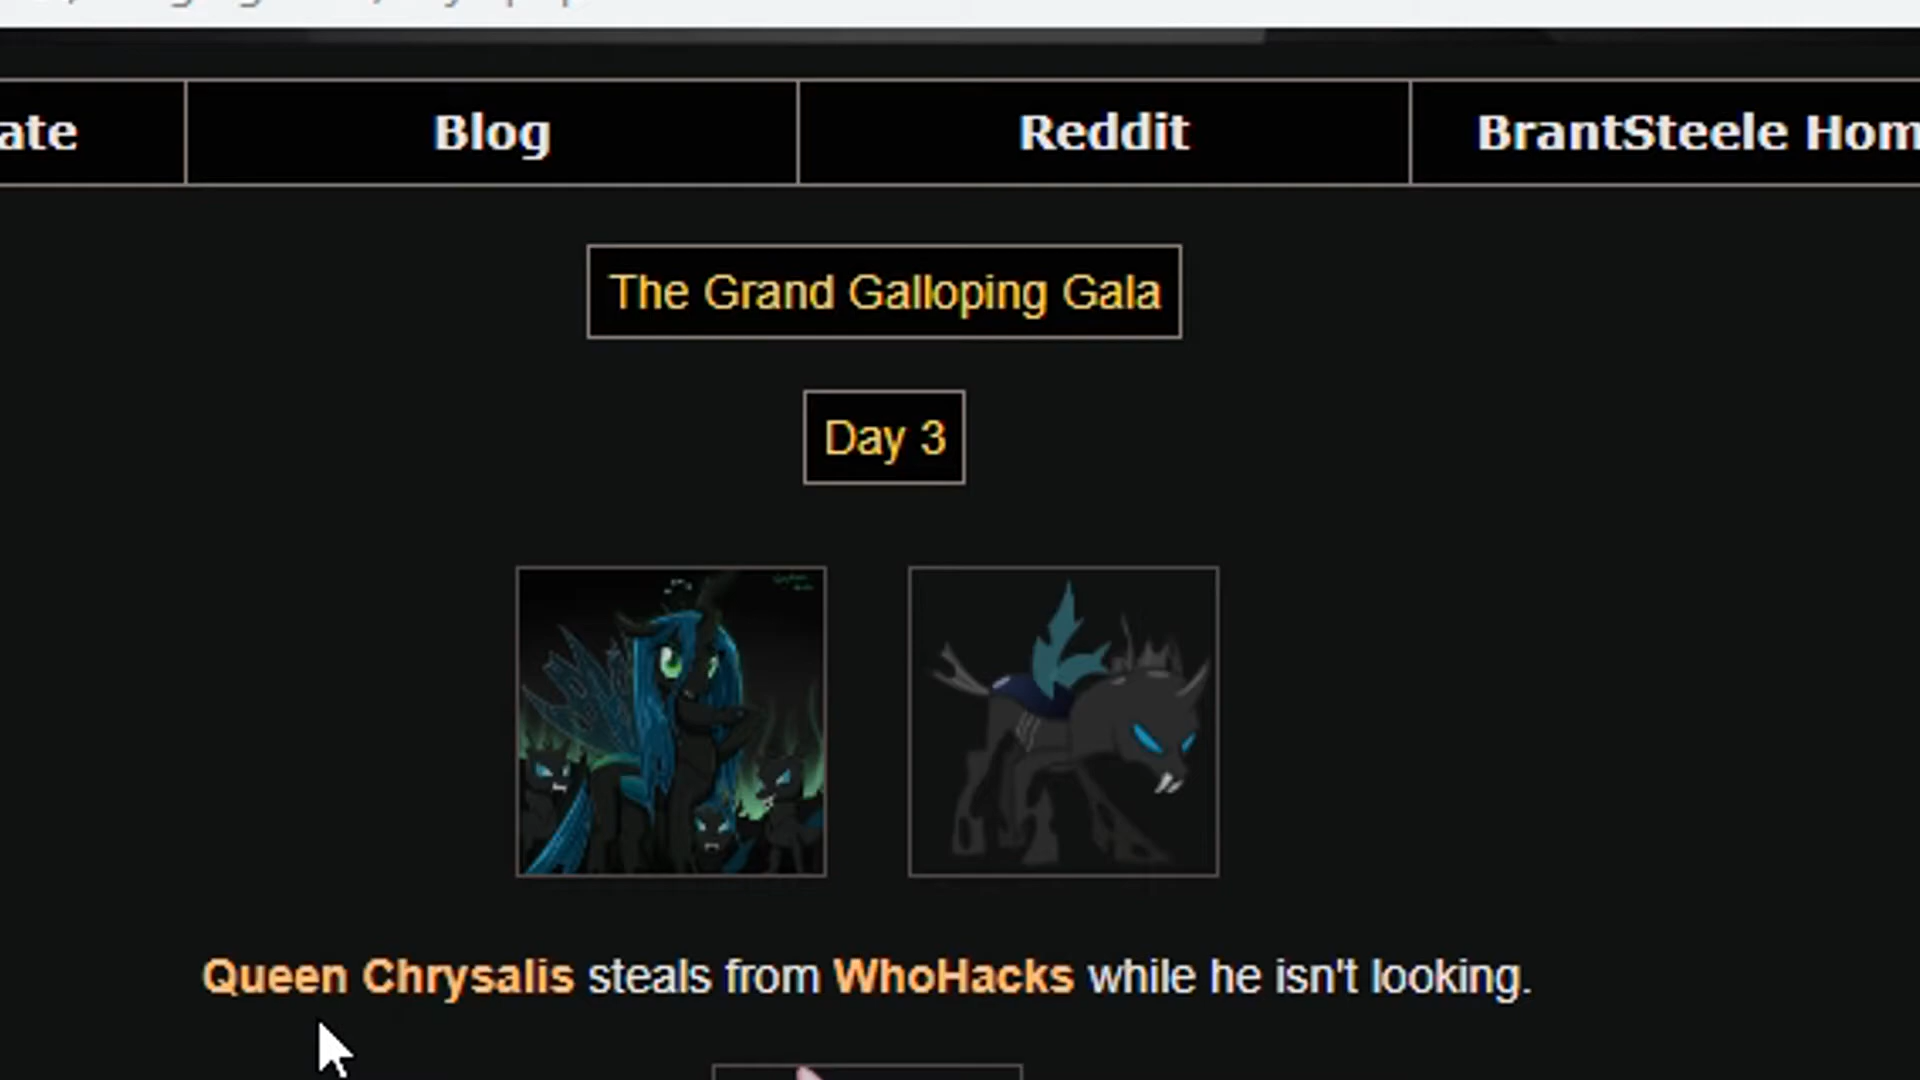 ate
Blog
Reddit
BrantSteele Hom
The Grand Galloping Gala
Day 3
Queen Chrysalis steals from WhoHacks while he isn't looking.